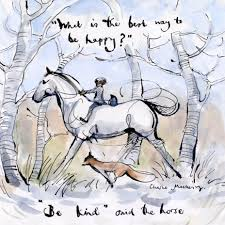 "What is the best way to
be happy?"
Charlie Mackesy.
"Be kind" said the horse